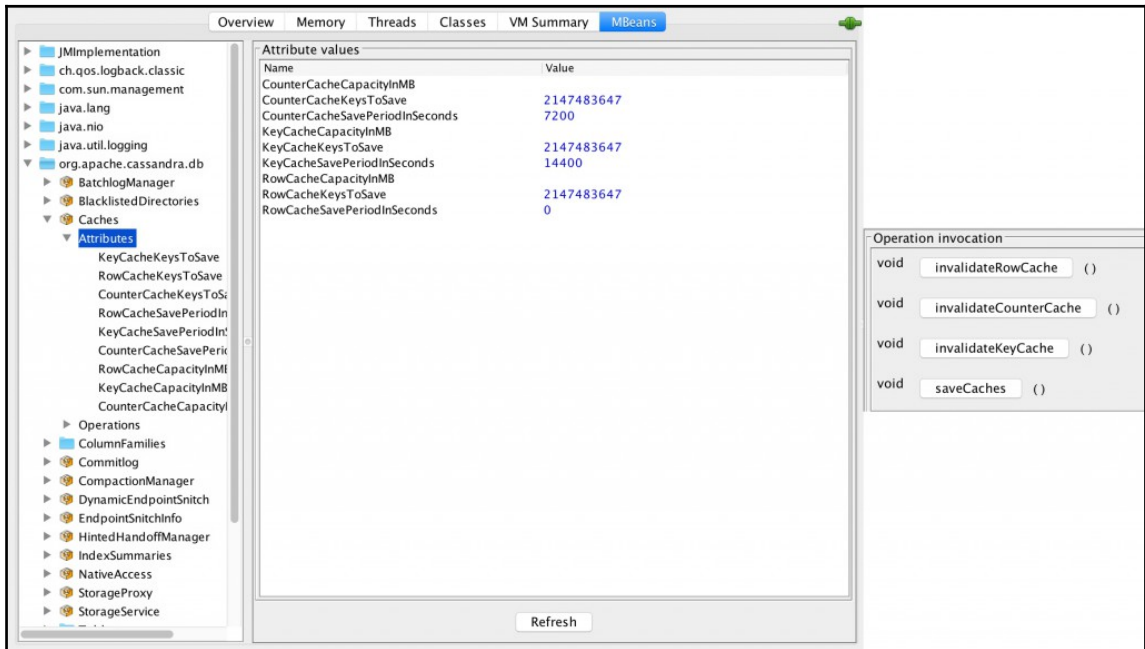 Overview Memory Threads Classes VM Summary MBeans
JMImplementation
ch.qos.logback.classic
com.sun.management
java.lang
java.nio
java.util.logging
org.apache.cassandra.db
BatchlogManager
BlacklistedDirectories
Caches
Attributes
KeyCacheKeysToSave
RowCacheKeysToSave
CounterCacheKeysToSa
RowCacheSavePeriodIn
KeyCacheSavePeriodIn
CounterCacheSavePeric
RowCacheCapacityInME
KeyCacheCapacityInMB
CounterCacheCapacityI
Operations
ColumnFamilies
Commitlog
CompactionManager
DynamicEndpointSnitch
EndpointSnitchInfo
HintedHandoffManager
IndexSummaries
NativeAccess
StorageProxy
StorageService
Attribute values
Name Value
CounterCacheCapacityInMB
CounterCacheKeysToSave 2147483647
CounterCacheSavePeriodInSeconds 7200
KeyCacheCapacityInMB
KeyCacheKeysToSave 2147483647
KeyCacheSavePeriodInSeconds 14400
RowCacheCapacityInMB
RowCacheKeysToSave 2147483647
RowCacheSavePeriodInSeconds 0
Refresh
Operation invocation
void invalidateRowCache ( )
void invalidateCounterCache ( )
void invalidateKeyCache ( )
void saveCaches ( )